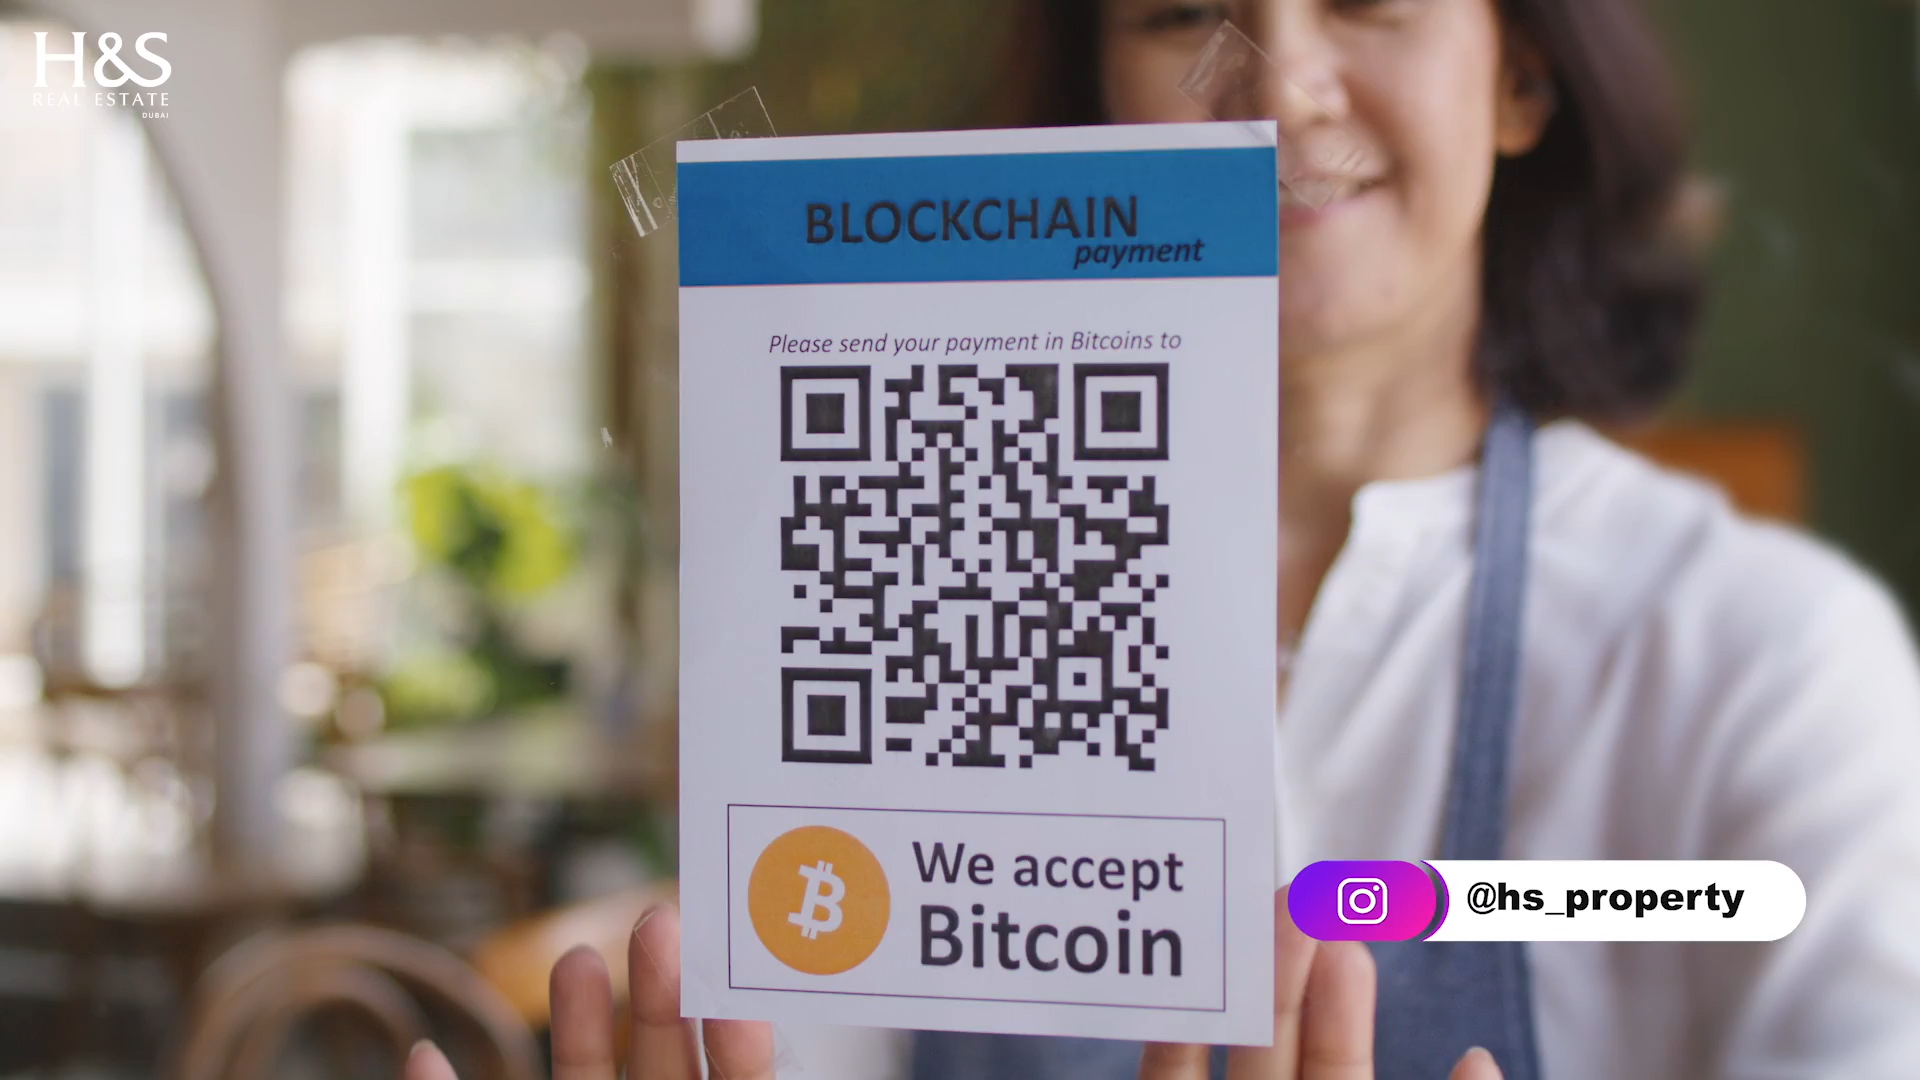 H&S
REAL ESTATE
DUBAI
BLOCKCHAIN
payment
Please send your payment in Bitcoins to
We accept
Bitcoin
@hs_property